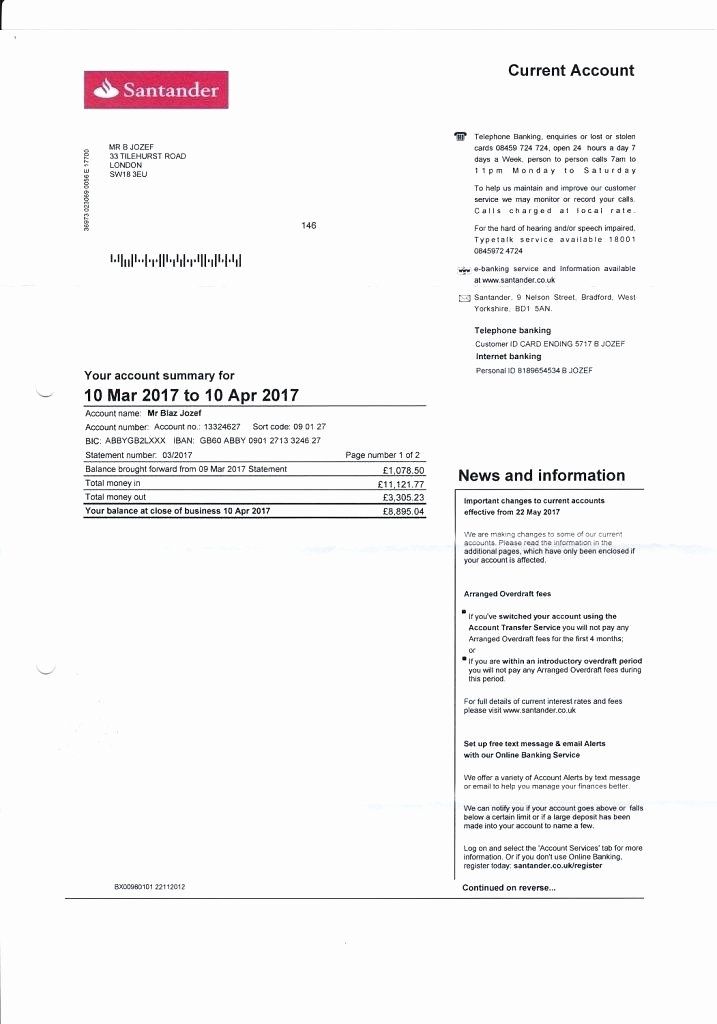 Current Account
Santander
MR B JOZEF
33 TILEHURST ROAD
LONDON
SW18 3EU
36973 023069 0056 E 17700
146
Telephone Banking, enquiries or lost or stolen
cards 08459 724 724, open 24 hours a day 7
days a Week, person to person calls 7am to
11pm Monday to Saturday
To help us maintain and improve our customer
service we may monitor or record your calls.
Calls charged at local rate.
For the hard of hearing and/or speech impaired,
Typetalk service available 18001
0845972 4724
www
e-banking service and Information available
at www.santander.co.uk
Santander, 9 Nelson Street, Bradford, West
Yorkshire, BD1 5AN.
Telephone banking
Customer ID CARD ENDING 5717 B JOZEF
Internet banking
Personal ID 8189654534 B JOZEF
Your account summary for
10 Mar 2017 to 10 Apr 2017
Account name: Mr Blaz Jozef
Account number: Account no.: 13324627 Sort code: 09 01 27
BIC: ABBYGB2LXXX IBAN: GB60 ABBY 0901 2713 3246 27
Statement number: 03/2017 Page number 1 of 2
Balance brought forward from 09 Mar 2017 Statement £1,078.50
Total money in £11,121.77
Total money out £3,305.23
Your balance at close of business 10 Apr 2017 £8,895.04
News and information
Important changes to current accounts
effective from 22 May 2017
We are making changes to some of our current
accounts. Please read the information in the
additional pages, which have only been enclosed if
your account is affected.
Arranged Overdraft fees
If you've switched your account using the
Account Transfer Service you will not pay any
Arranged Overdraft fees for the first 4 months;
or
If you are within an introductory overdraft period
you will not pay any Arranged Overdraft fees during
this period.
For full details of current interest rates and fees
please visit www.santander.co.uk
Set up free text message & email Alerts
with our Online Banking Service
We offer a variety of Account Alerts by text message
or email to help you manage your finances better.
We can notify you if your account goes above or falls
below a certain limit or if a large deposit has been
made into your account to name a few.
Log on and select the 'Account Services' tab for more
information. Or if you don't use Online Banking,
register today: santander.co.uk/register
Continued on reverse...
BX00960101 22112012